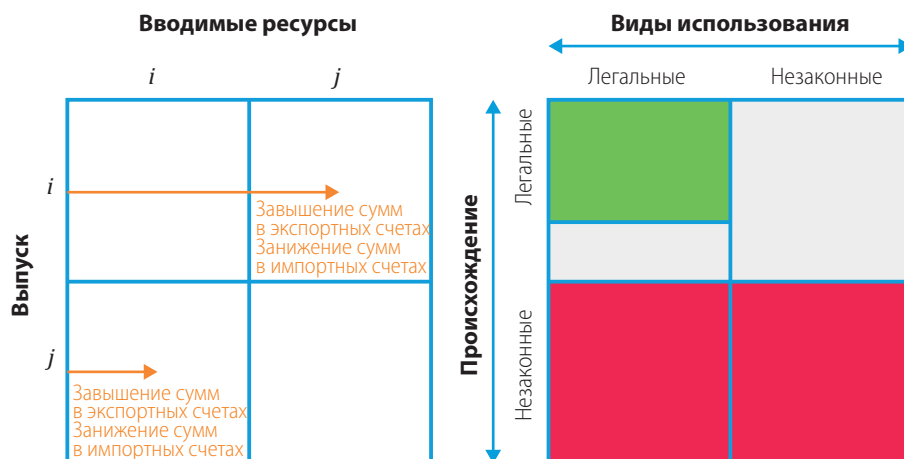 Вводимые ресурсы
i
j
Выпуск
i
Завышение сумм
в экспортных счетах
Занижение сумм
в импортных счетах
j
Завышение сумм
в экспортных счетах
Занижение сумм
в импортных счетах
Виды использования
Легальные
Незаконные
Происхождение
Легальные
Незаконные